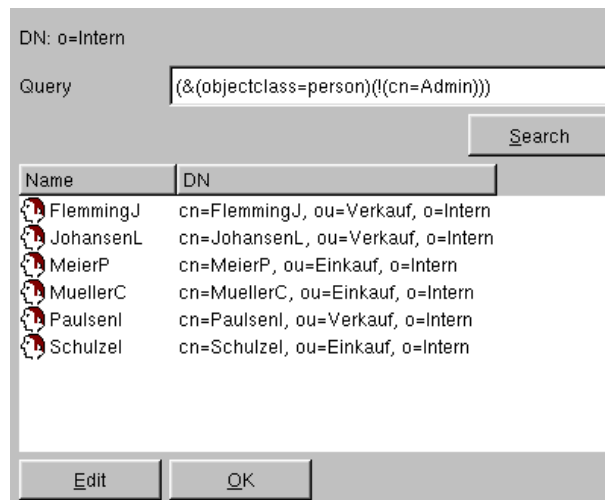 DN: o=Intern
Query (&(objectclass=person)(!(cn=Admin)))
Search
Name DN
FlemmingJ cn=FlemmingJ, ou=Verkauf, o=Intern
JohansenL cn=JohansenL, ou=Verkauf, o=Intern
MeierP cn=MeierP, ou=Einkauf, o=Intern
MuellerC cn=MuellerC, ou=Einkauf, o=Intern
PaulsenI cn=PaulsenI, ou=Verkauf, o=Intern
SchulzeI cn=SchulzeI, ou=Einkauf, o=Intern
Edit OK